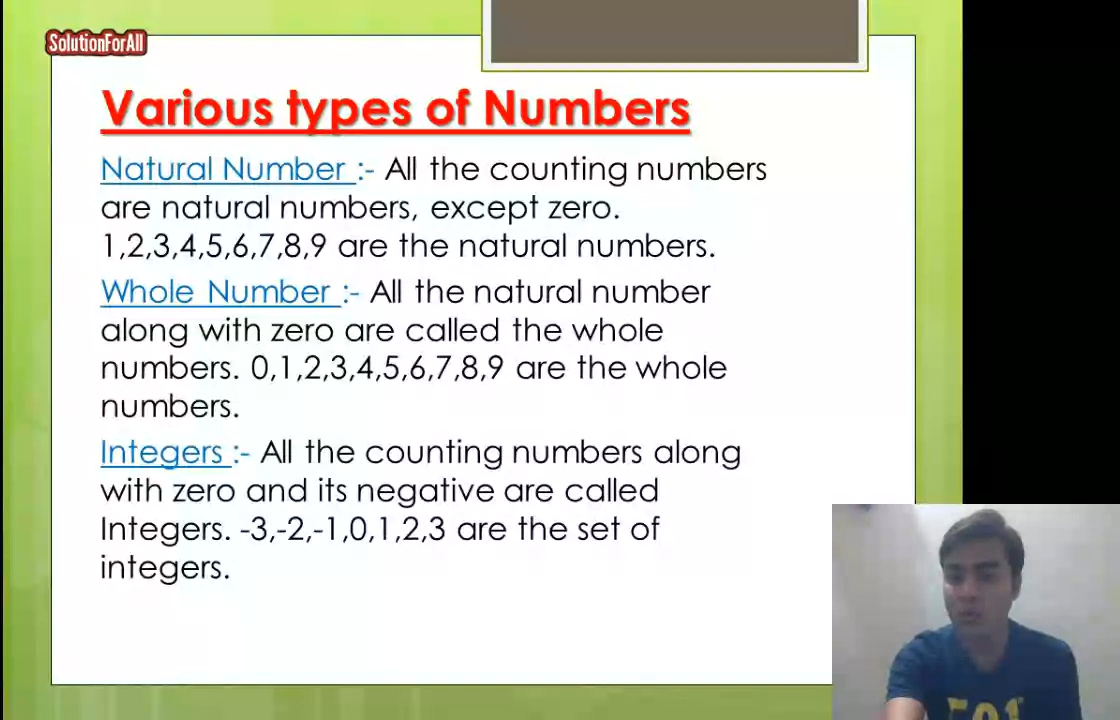 SolutionForAll
Various types of Numbers
Natural Number :- All the counting numbers
are natural numbers, except zero.
1,2,3,4,5,6,7,8,9 are the natural numbers.
Whole Number :- All the natural number
along with zero are called the whole
numbers. 0,1,2,3,4,5,6,7,8,9 are the whole
numbers.
Integers :- All the counting numbers along
with zero and its negative are called
Integers. -3,-2,-1,0,1,2,3 are the set of
integers.